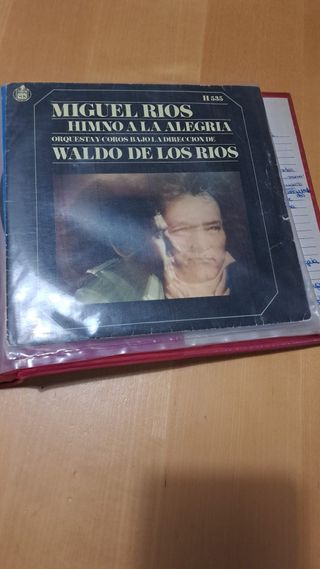 H 535
MIGUEL RIOS
HIMNO A LA ALEGRIA
ORQUESTA Y COROS BAJO LA DIRECCION DE
WALDO DE LOS RIOS